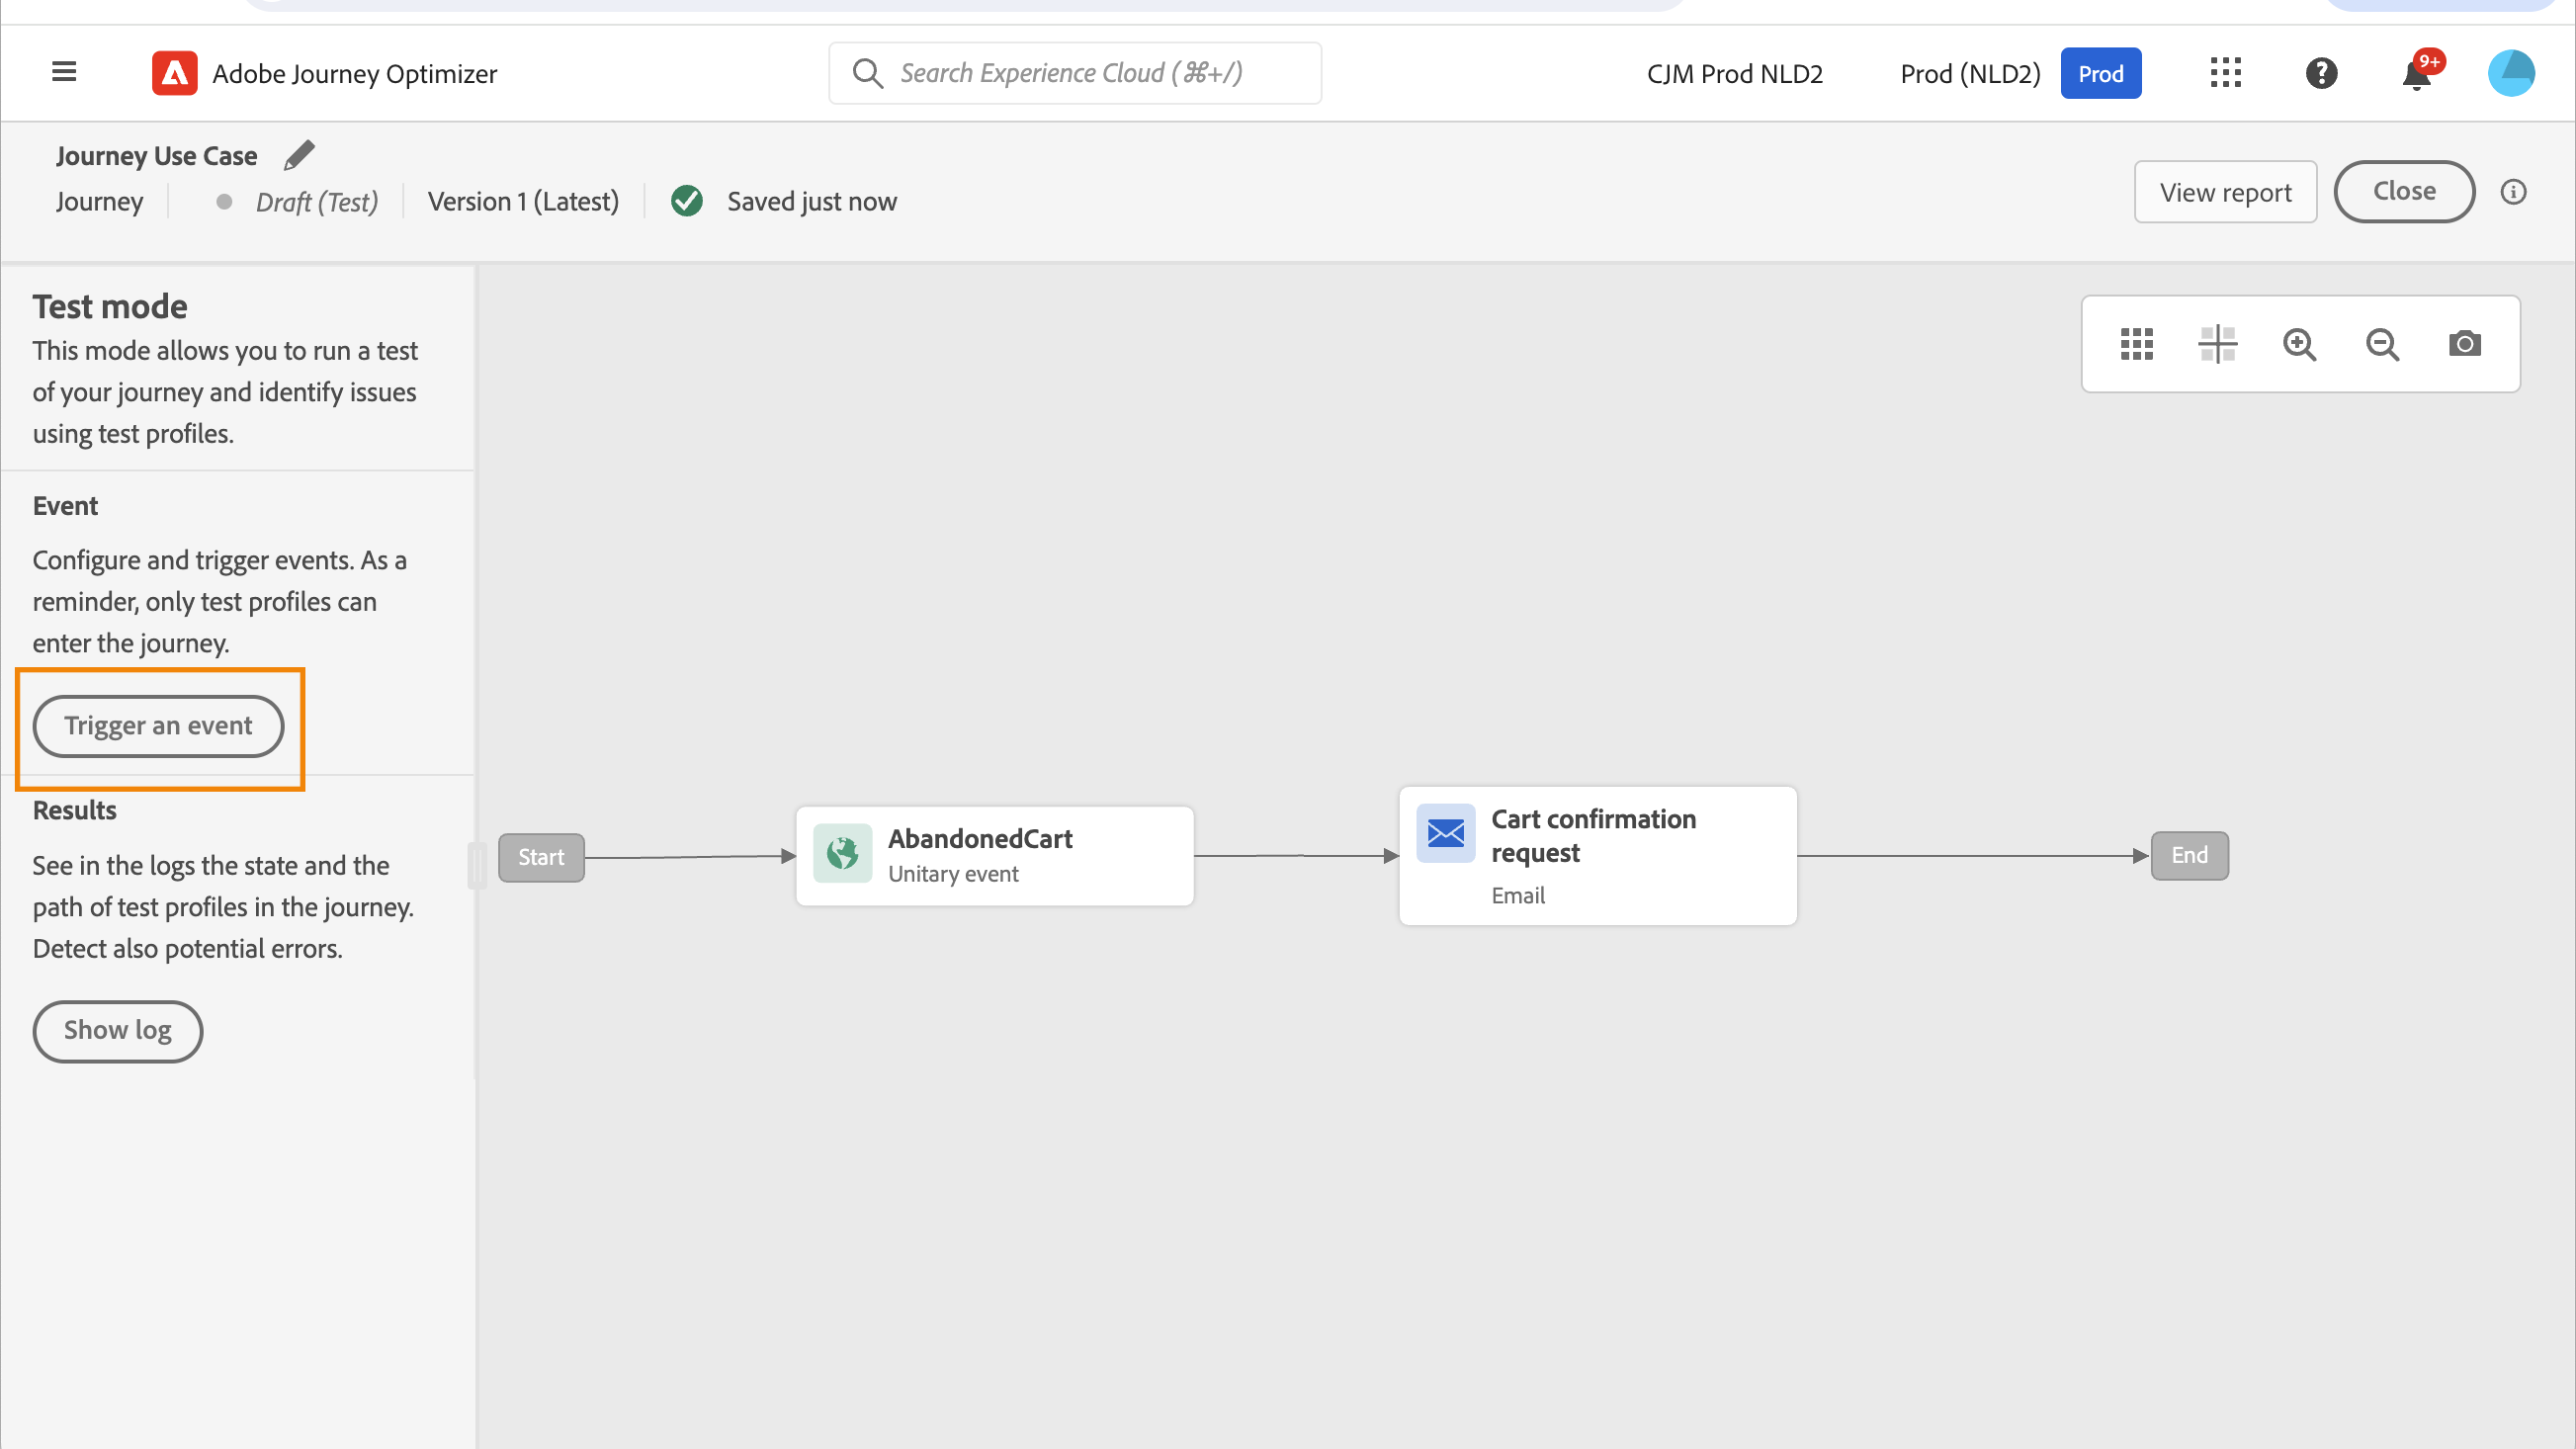 Adobe Journey Optimizer
Search Experience Cloud (⌘+/)
CJM Prod NLD2
Prod (NLD2)
Prod
9+
Journey Use Case
Journey
Draft (Test)
Version 1 (Latest)
Saved just now
View report
Close
Test mode
This mode allows you to run a test
of your journey and identify issues
using test profiles.
Event
Configure and trigger events. As a
reminder, only test profiles can
enter the journey.
Trigger an event
Results
See in the logs the state and the
path of test profiles in the journey.
Detect also potential errors.
Show log
Start
AbandonedCart
Unitary event
Cart confirmation
request
Email
End